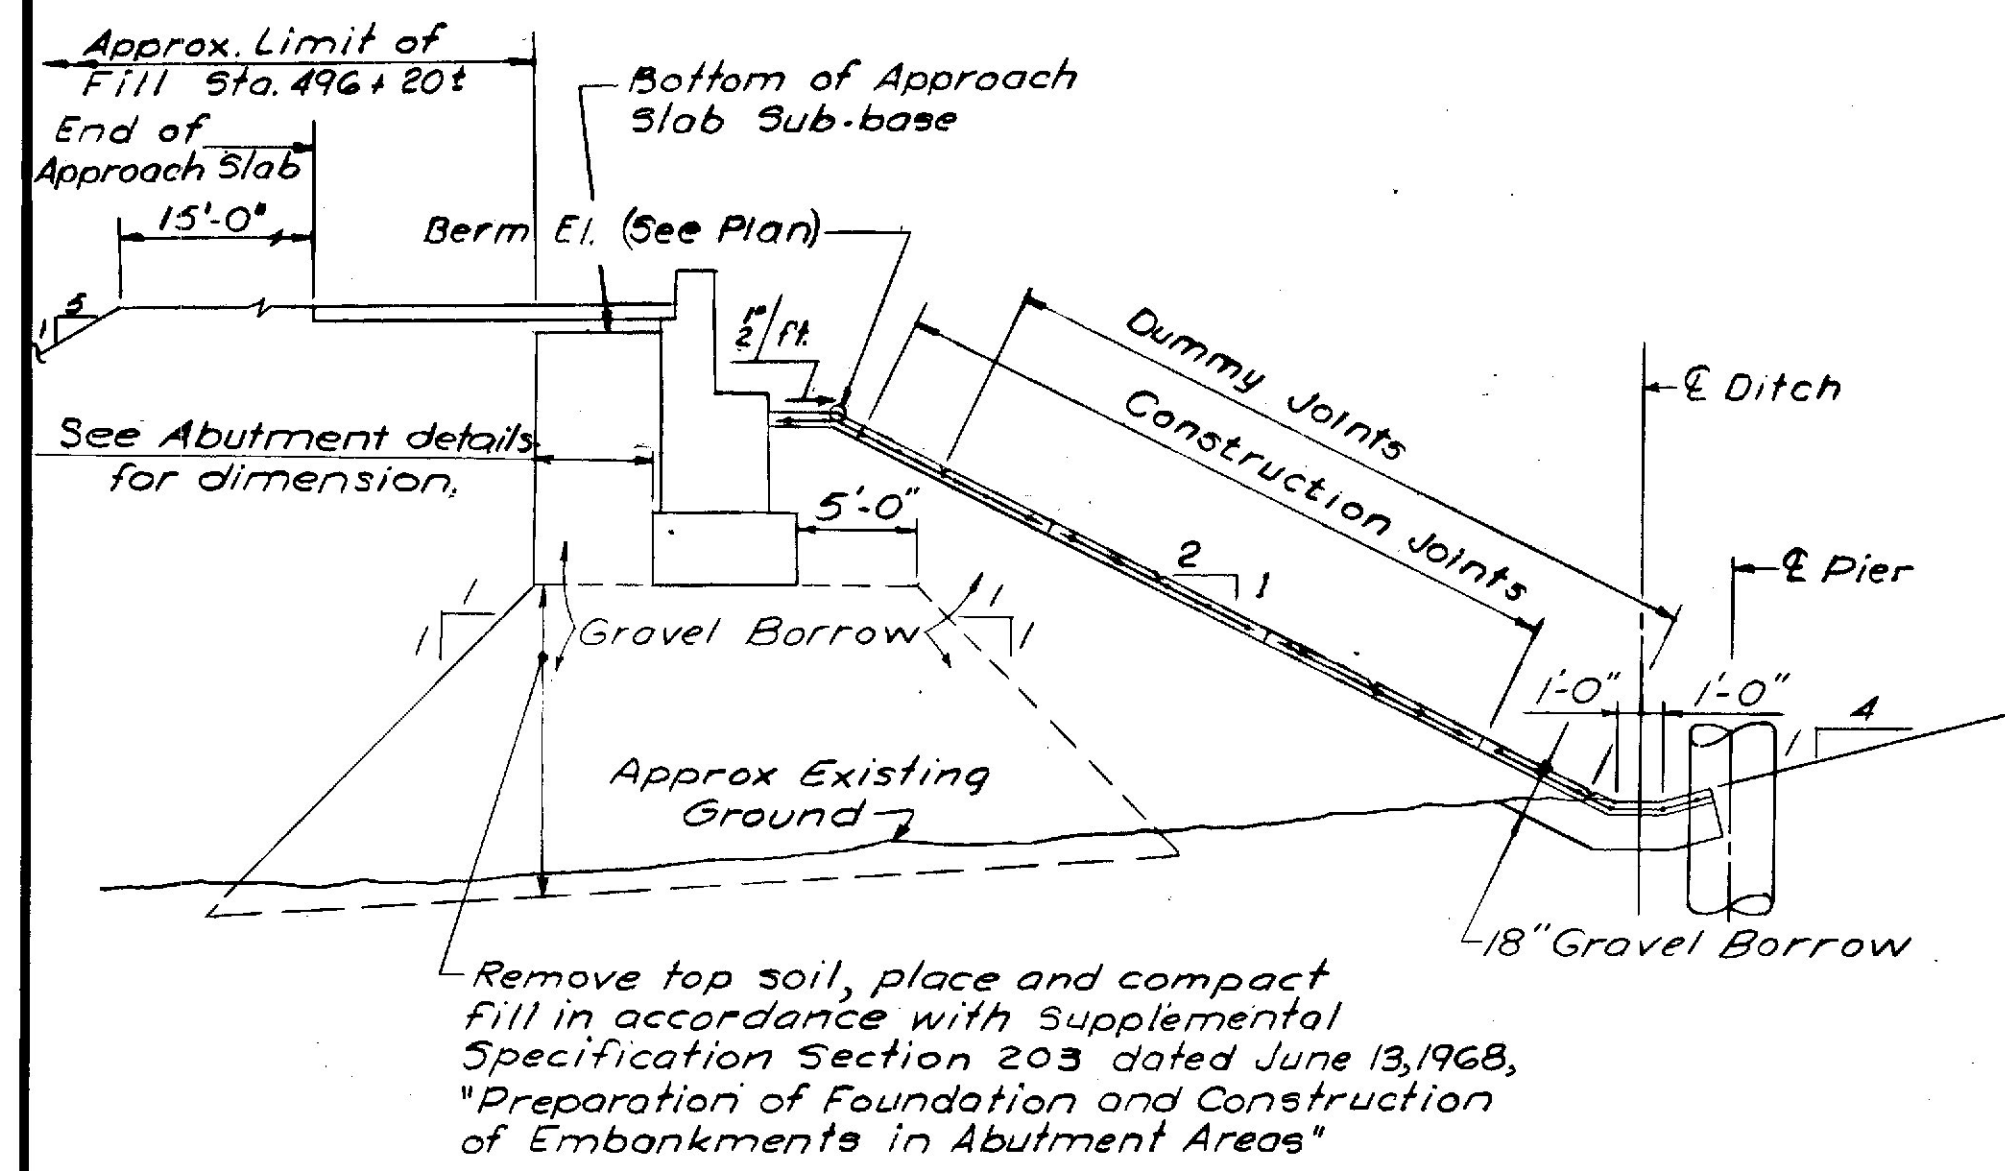 Approx. Limit of
Fill Sta. 496 + 20±
End of
Approach Slab
15'-0"
Bottom of Approach
Slab Sub-base
Berm El. (See Plan)
5
1
1/2"/ft.
Dummy Joints
Construction Joints
℄ Ditch
See Abutment details
for dimension.
5'-0"
2
1
℄ Pier
1
1
Gravel Borrow
1
1
1'-0"
1'-0"
4
1
Approx Existing
Ground
18" Gravel Borrow
Remove top soil, place and compact
fill in accordance with Supplemental
Specification Section 203 dated June 13, 1968,
"Preparation of Foundation and Construction
of Embankments in Abutment Areas"